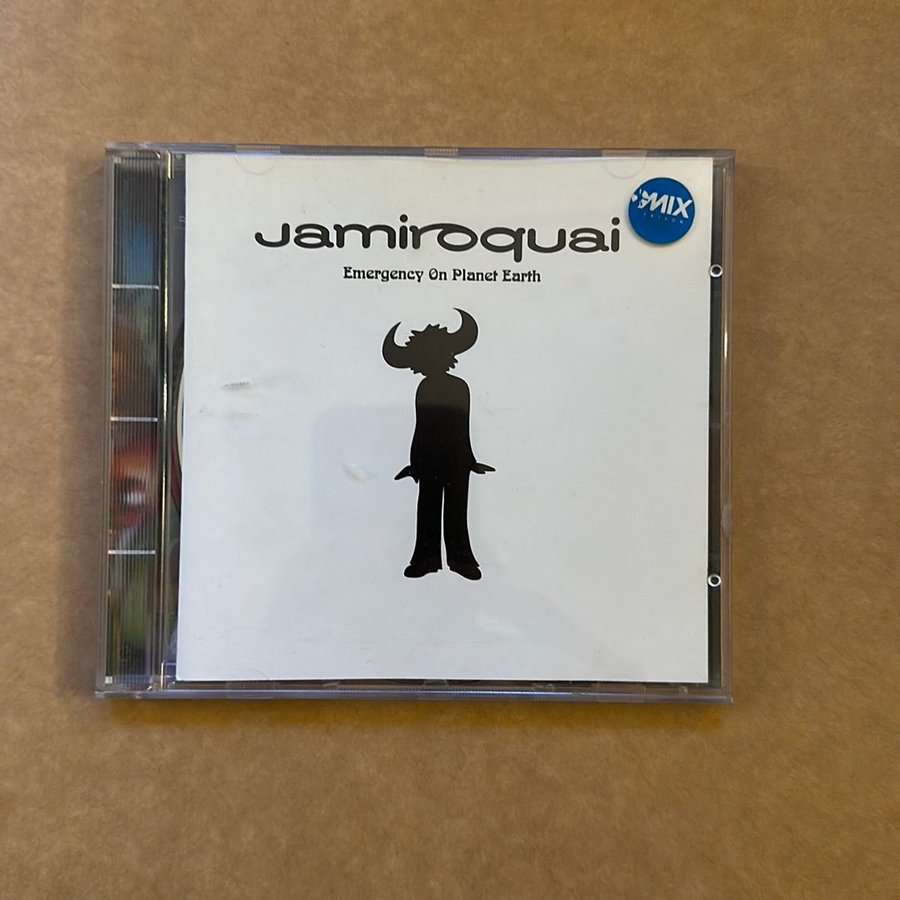 Jamiroquai
MIX
Emergency On Planet Earth